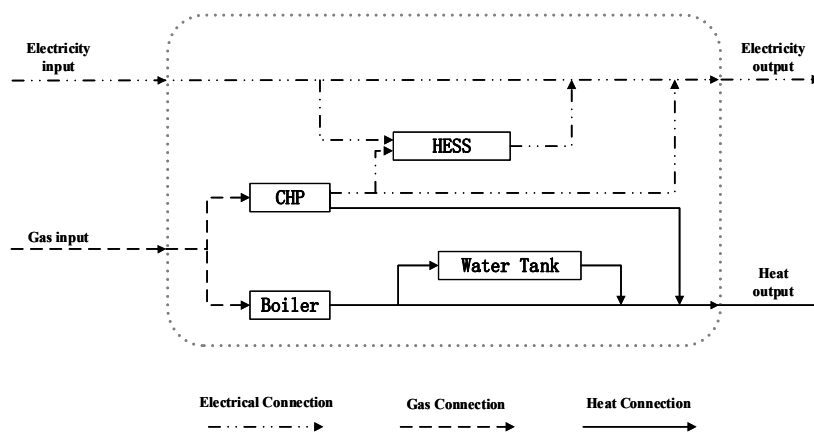 Electricity
input
Electricity
output
HESS
CHP
Gas input
Water Tank
Boiler
Heat
output
Electrical Connection
Gas Connection
Heat Connection